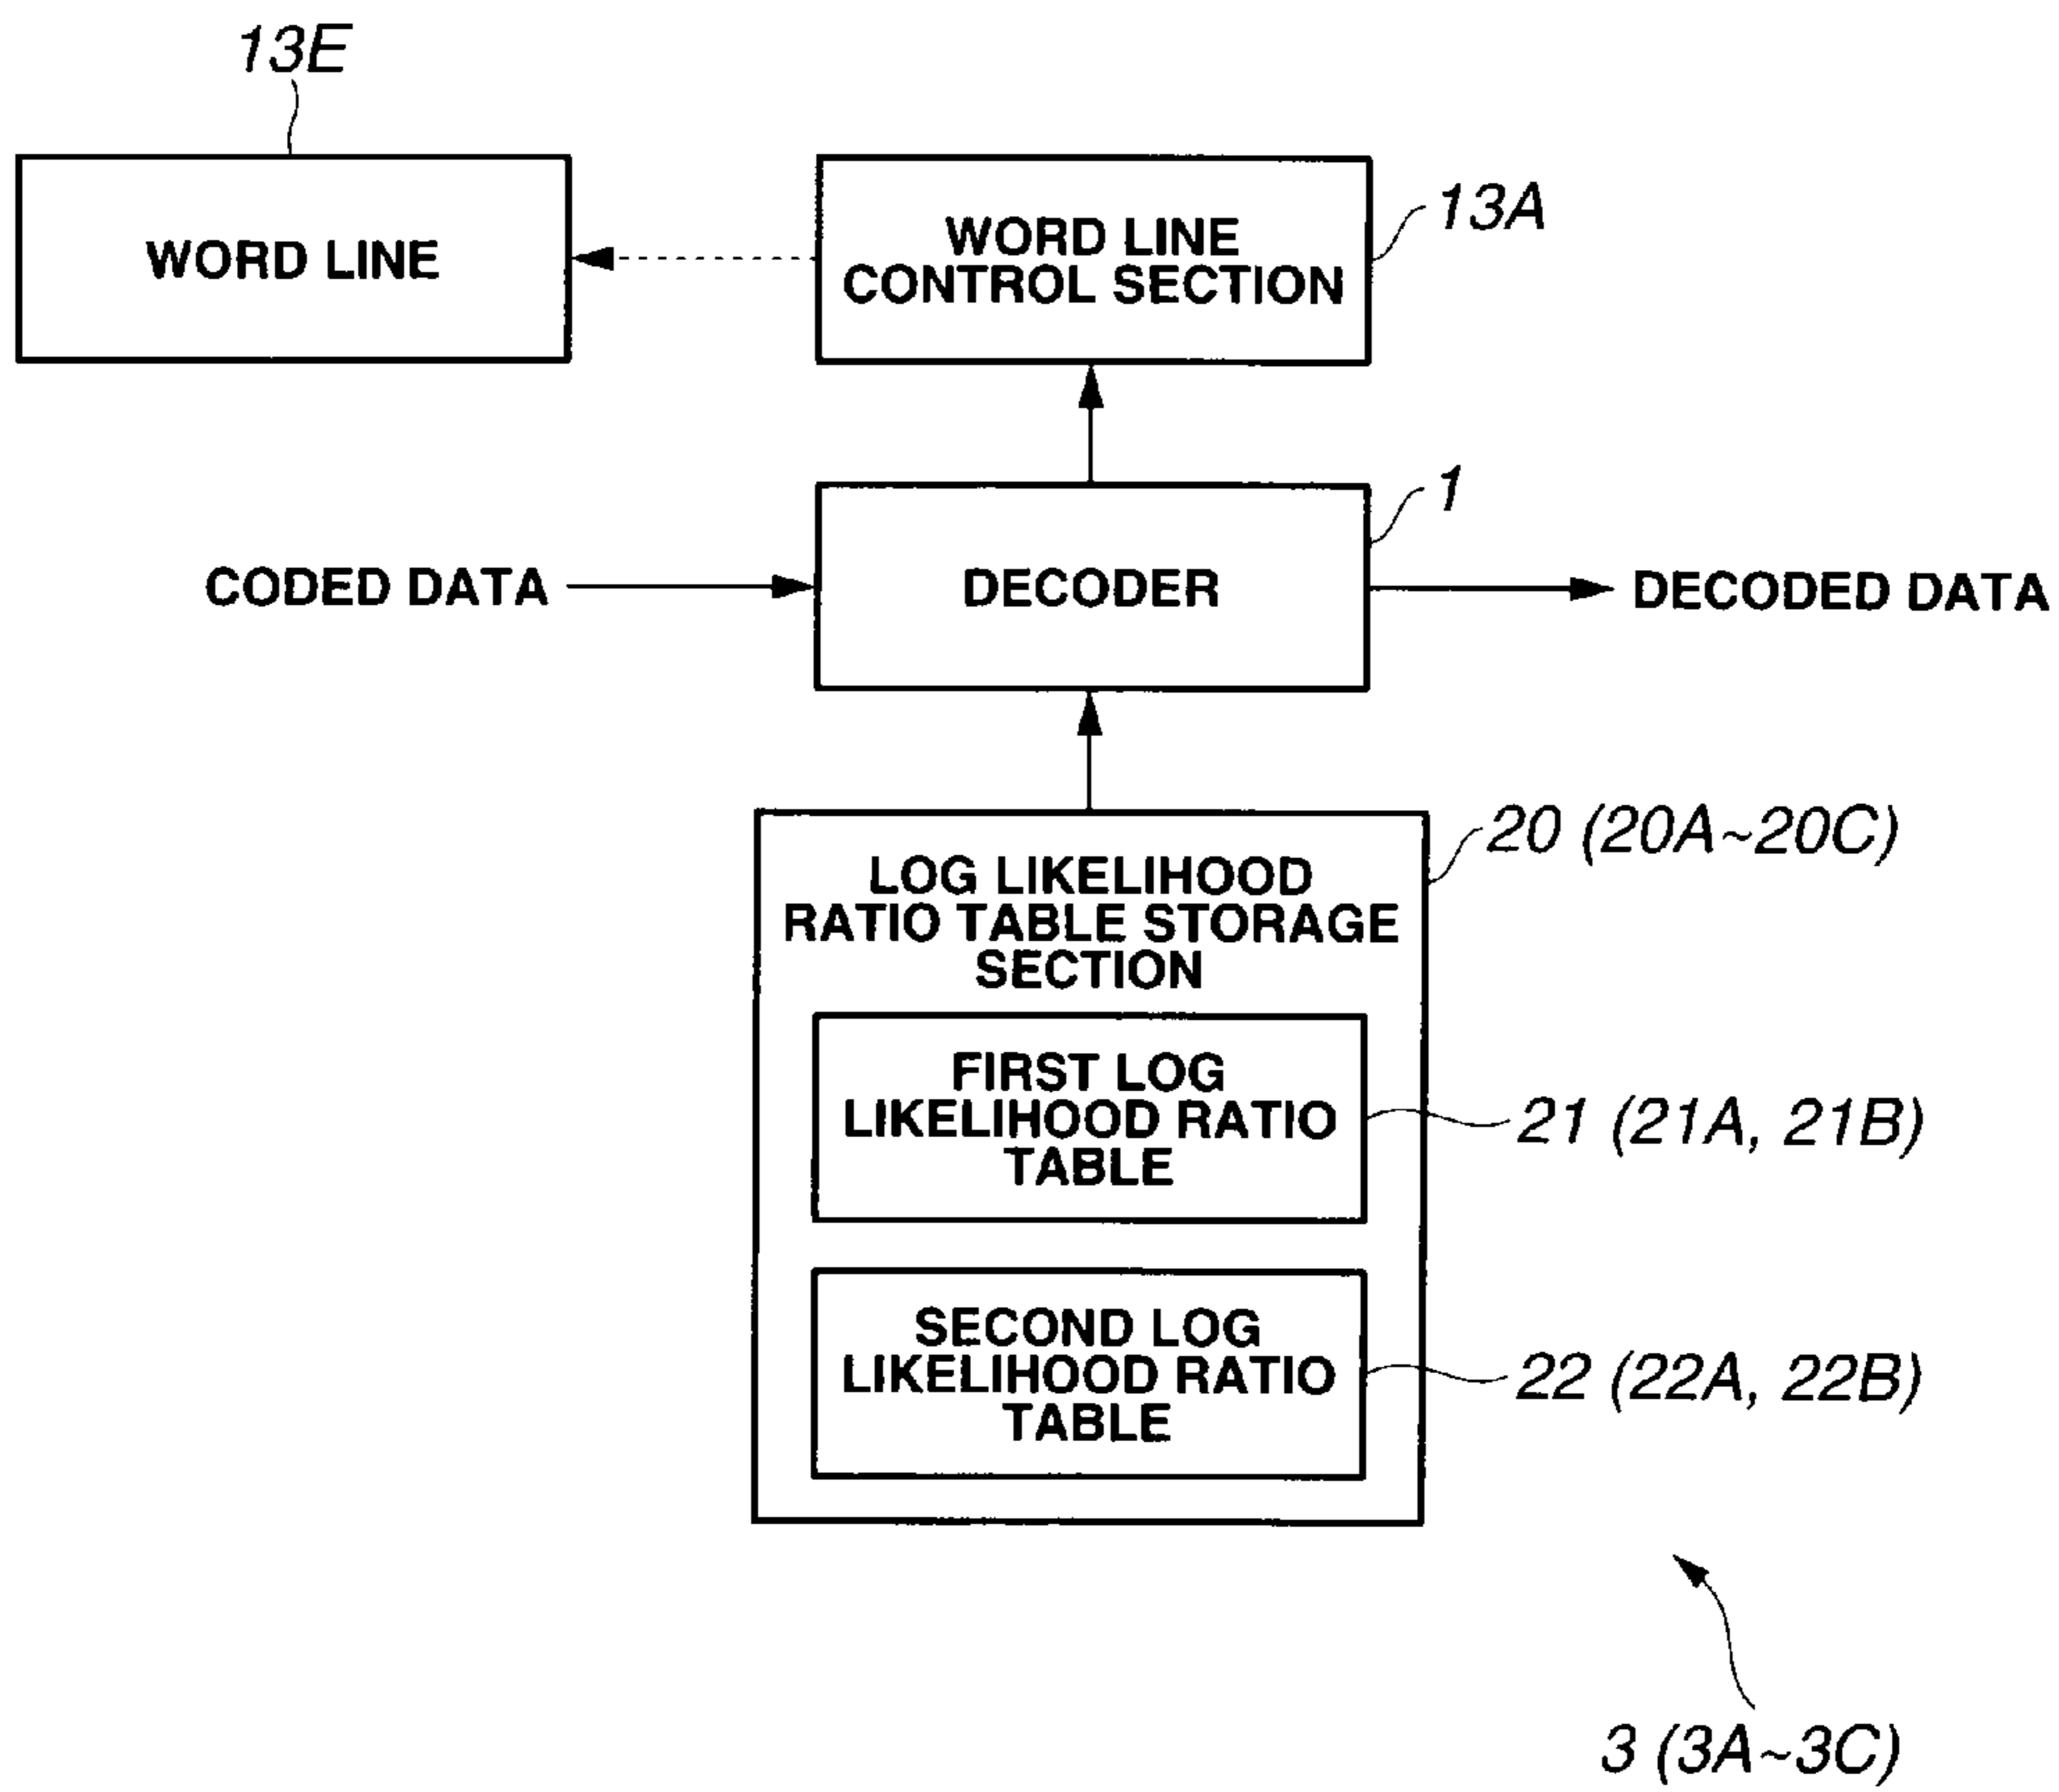 13E
WORD LINE
WORD LINE
CONTROL SECTION
13A
1
CODED DATA
DECODER
DECODED DATA
20 (20A~20C)
LOG LIKELIHOOD
RATIO TABLE STORAGE
SECTION
FIRST LOG
LIKELIHOOD RATIO
TABLE
21 (21A, 21B)
SECOND LOG
LIKELIHOOD RATIO
TABLE
22 (22A, 22B)
3 (3A~3C)